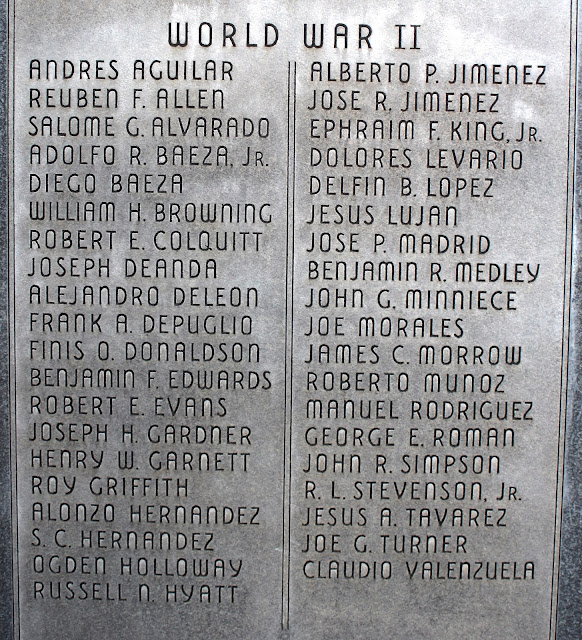 WORLD WAR II
ANDRES AGUILAR
REUBEN F. ALLEN
SALOME G. ALVARADO
ADOLFO R. BAEZA, JR.
DIEGO BAEZA
WILLIAM H. BROWNING
ROBERT E. COLQUITT
JOSEPH DEANDA
ALEJANDRO DELEON
FRANK A. DEPUGLIO
FINIS O. DONALDSON
BENJAMIN F. EDWARDS
ROBERT E. EVANS
JOSEPH H. GARDNER
HENRY W. GARNETT
ROY GRIFFITH
ALONZO HERNANDEZ
S. C. HERNANDEZ
OGDEN HOLLOWAY
RUSSELL N. HYATT
ALBERTO P. JIMENEZ
JOSE R. JIMENEZ
EPHRAIM F. KING, JR.
DOLORES LEVARIO
DELFIN B. LOPEZ
JESUS LUJAN
JOSE P. MADRID
BENJAMIN R. MEDLEY
JOHN G. MINNIECE
JOE MORALES
JAMES C. MORROW
ROBERTO MUNOZ
MANUEL RODRIGUEZ
GEORGE E. ROMAN
JOHN R. SIMPSON
R. L. STEVENSON, JR.
JESUS A. TAVAREZ
JOE G. TURNER
CLAUDIO VALENZUELA